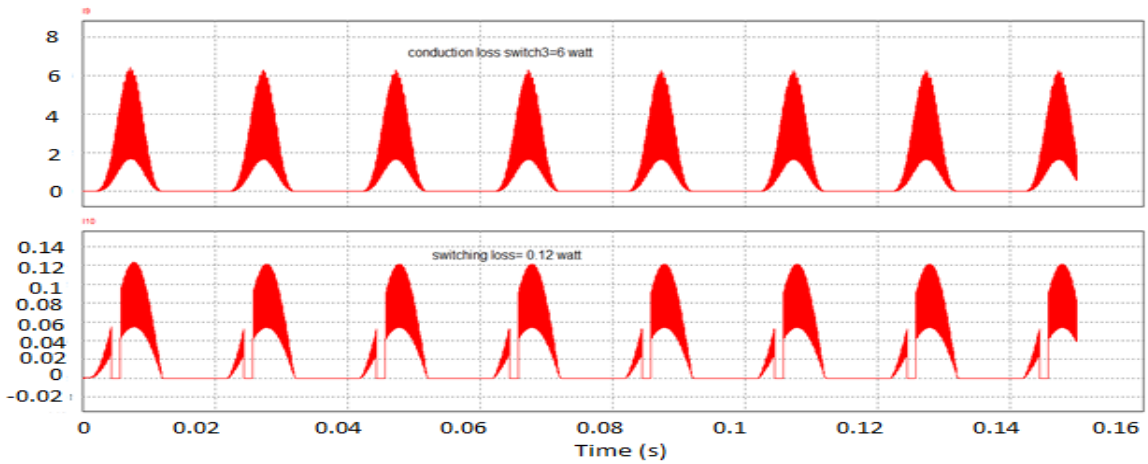 I9
8
conduction loss switch3=6 watt
6
4
2
0
I10
0.14
switching loss= 0.12 watt
0.12
0.1
0.08
0.06
0.04
0.02
0
-0.02
0 0.02 0.04 0.06 0.08 0.1 0.12 0.14 0.16
Time (s)